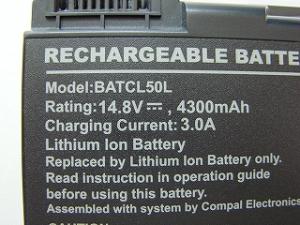 RECHARGEABLE BATTE
Model:BATCL50L
Rating:14.8V⎓, 4300mAh
Charging Current:3.0A
Lithium Ion Battery
Replaced by Lithium Ion Battery only.
Read instruction in operation guide
before using this battery.
Assembled with system by Compal Electronics
CAUTION